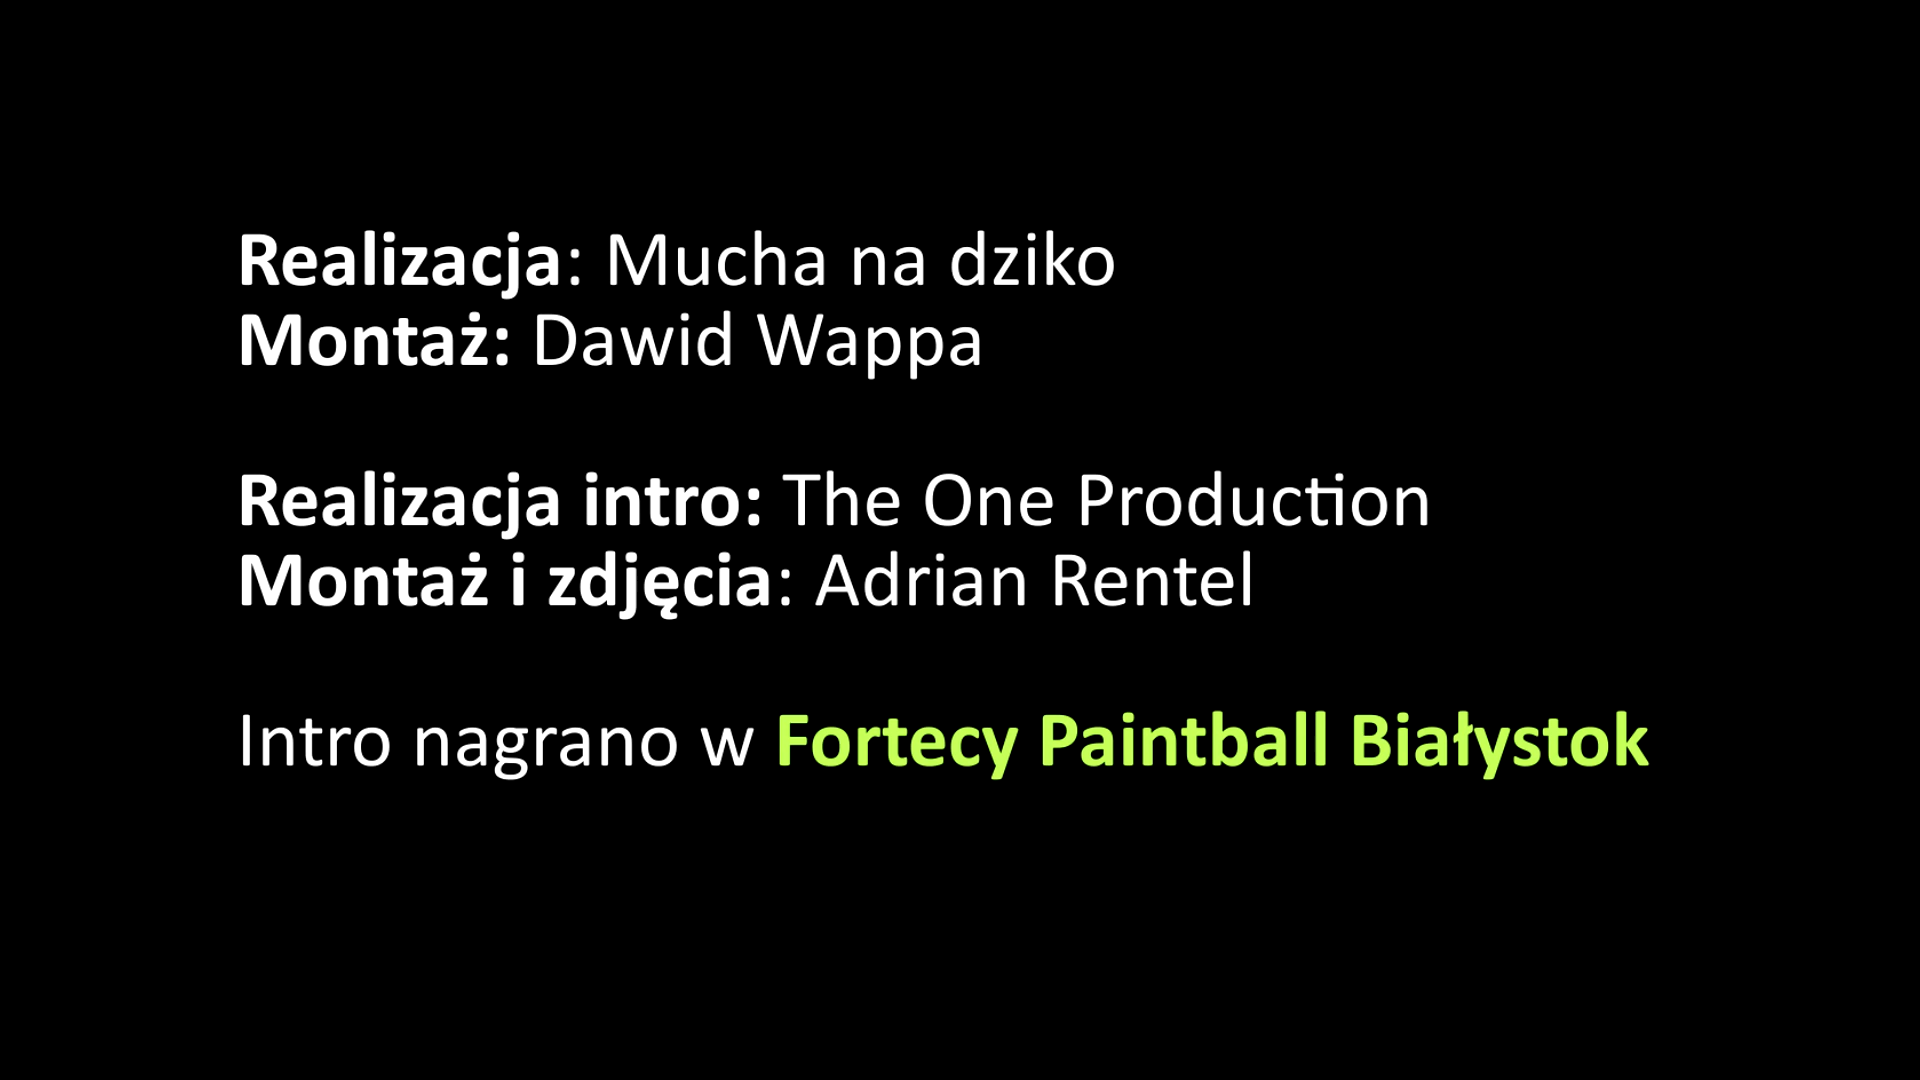 Realizacja: Mucha na dziko
Montaż: Dawid Wappa
Realizacja intro: The One Production
Montaż i zdjęcia: Adrian Rentel
Intro nagrano w Fortecy Paintball Białystok